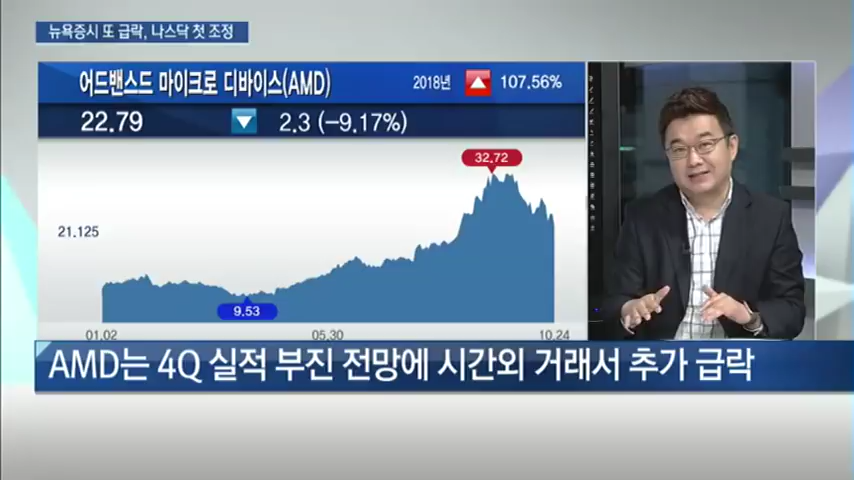 뉴욕증시 또 급락, 나스닥 첫 조정
어드밴스드 마이크로 디바이스(AMD)
2018년 ▲ 107.56%
22.79 ▼ 2.3 (-9.17%)
32.72
21.125
9.53
01.02 05.30 10.24
AMD는 4Q 실적 부진 전망에 시간외 거래서 추가 급락